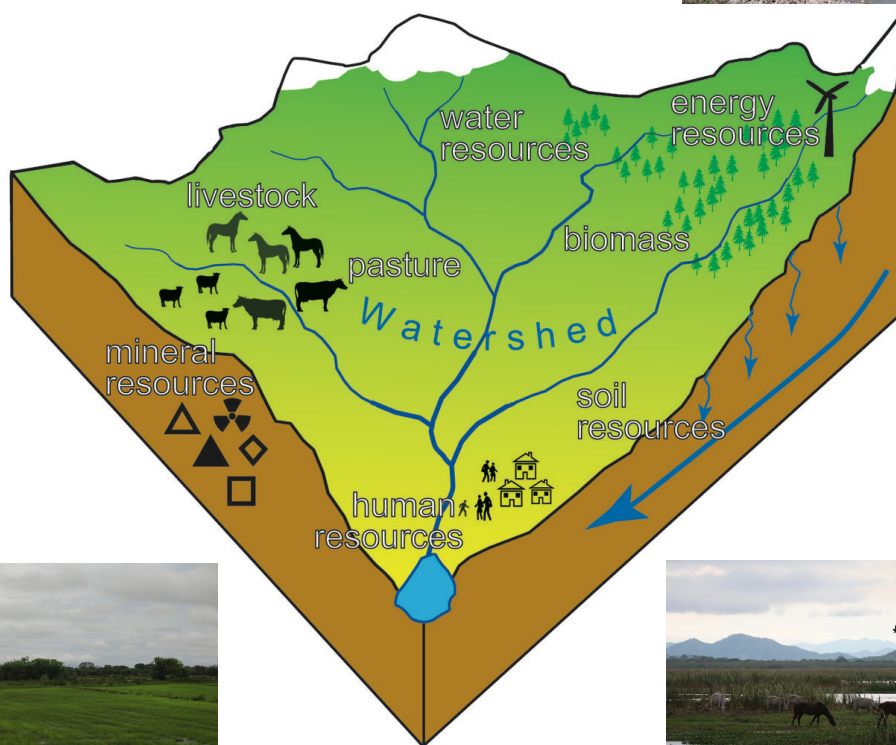 water
resources
energy
resources
livestock
biomass
pasture
Watershed
mineral
resources
soil
resources
human
resources